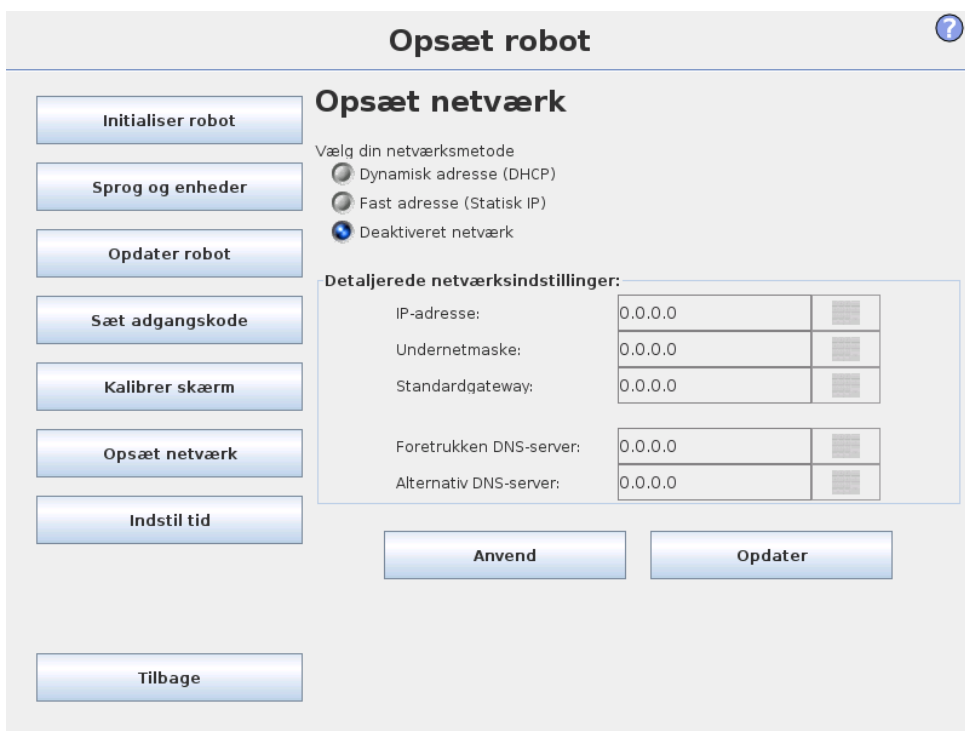 Opsæt robot
?
Initialiser robot
Sprog og enheder
Opdater robot
Sæt adgangskode
Kalibrer skærm
Opsæt netværk
Indstil tid
Tilbage
Opsæt netværk
Vælg din netværksmetode
Dynamisk adresse (DHCP)
Fast adresse (Statisk IP)
Deaktiveret netværk
Detaljerede netværksindstillinger:
IP-adresse: 0.0.0.0
Undernetmaske: 0.0.0.0
Standardgateway: 0.0.0.0
Foretrukken DNS-server: 0.0.0.0
Alternativ DNS-server: 0.0.0.0
Anvend Opdater